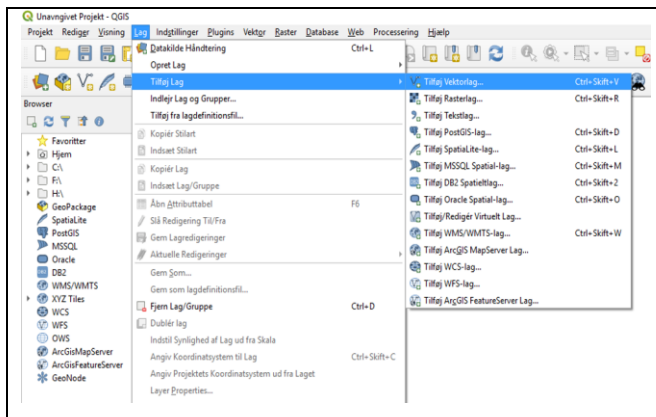 Unavngivet Projekt - QGIS
Projekt Rediger Visning Lag Indstillinger Plugins Vektor Raster Database Web Processering Hjælp
Datakilde Håndtering Ctrl+L
Opret Lag
Tilføj Lag
Indlejr Lag og Grupper...
Tilføj fra lagdefinitionsfil...
Kopiér Stilart
Indsæt Stilart
Kopiér Lag
Indsæt Lag/Gruppe
Åbn Attributtabel F6
Slå Redigering Til/Fra
Gem Lagredigeringer
Aktuelle Redigeringer
Gem Som...
Gem som lagdefinitionsfil...
Fjern Lag/Gruppe Ctrl+D
Dublér lag
Indstil Synlighed af Lag ud fra Skala
Angiv Koordinatsystem til Lag Ctrl+Skift+C
Angiv Projektets Koordinatsystem ud fra Laget
Layer Properties...
Tilføj Vektorlag... Ctrl+Skift+V
Tilføj Rasterlag... Ctrl+Skift+R
Tilføj Tekstlag...
Tilføj PostGIS-lag... Ctrl+Skift+D
Tilføj SpatiaLite-lag... Ctrl+Skift+L
Tilføj MSSQL Spatial-lag... Ctrl+Skift+M
Tilføj DB2 Spatieltlag... Ctrl+Skift+2
Tilføj Oracle Spatial-lag... Ctrl+Skift+O
Tilføj/Redigér Virtuelt Lag...
Tilføj WMS/WMTS-lag... Ctrl+Skift+W
Tilføj ArcGIS MapServer Lag...
Tilføj WCS-lag...
Tilføj WFS-lag...
Tilføj ArcGIS FeatureServer Lag...
Browser
Favoritter
Hjem
C:\
F:\
H:\
GeoPackage
SpatiaLite
PostGIS
MSSQL
Oracle
DB2
WMS/WMTS
XYZ Tiles
WCS
WFS
OWS
ArcGisMapServer
ArcGisFeatureServer
GeoNode